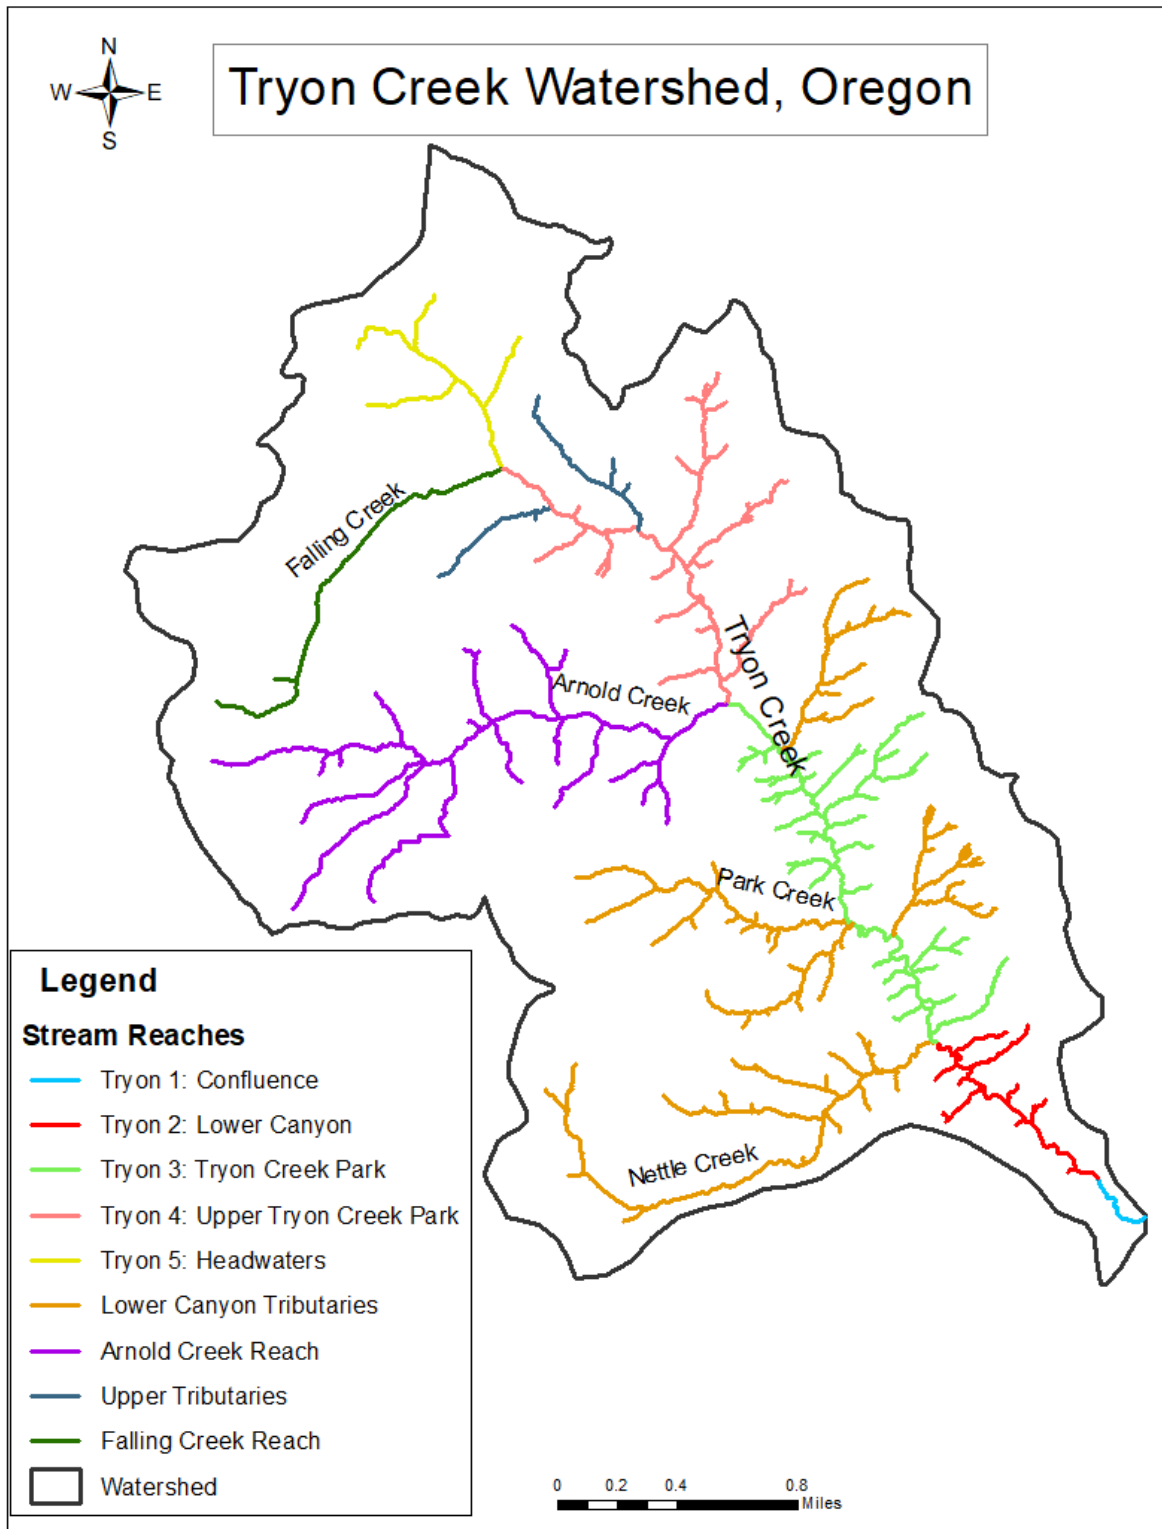 N
W E
S
Tryon Creek Watershed, Oregon
Falling Creek
Tryon Creek
Arnold Creek
Park Creek
Nettle Creek
Legend
Stream Reaches
Tryon 1: Confluence
Tryon 2: Lower Canyon
Tryon 3: Tryon Creek Park
Tryon 4: Upper Tryon Creek Park
Tryon 5: Headwaters
Lower Canyon Tributaries
Arnold Creek Reach
Upper Tributaries
Falling Creek Reach
Watershed
0 0.2 0.4 0.8
Miles